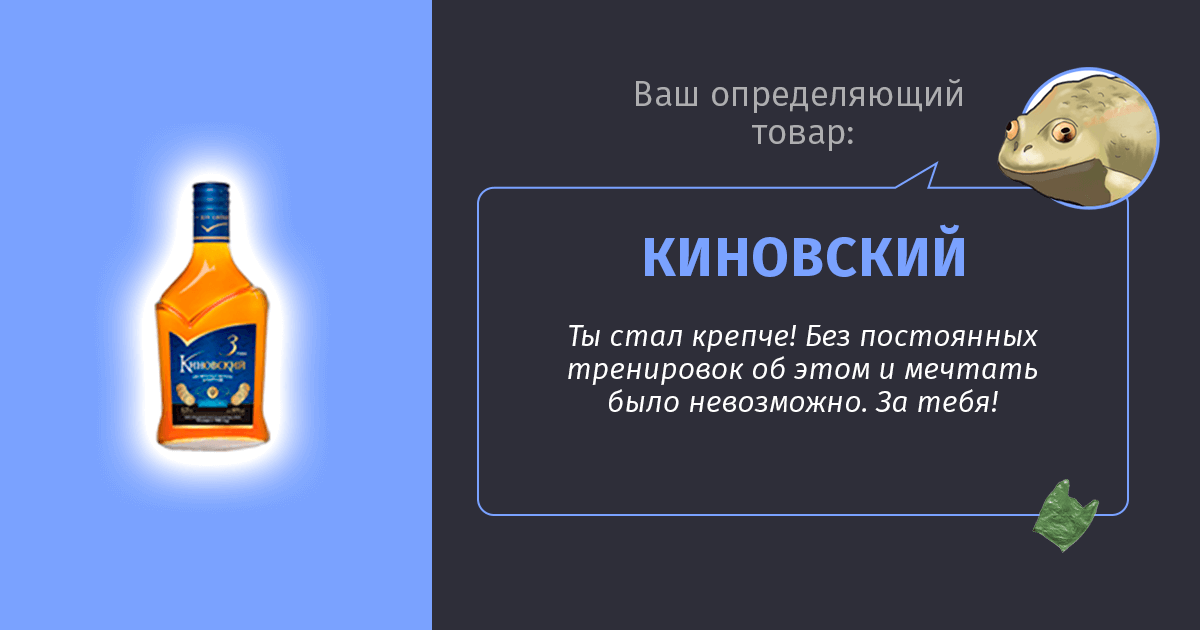 Ваш определяющий
товар:
КИНОВСКИЙ
Ты стал крепче! Без постоянных
тренировок об этом и мечтать
было невозможно. За тебя!
3
Киновский